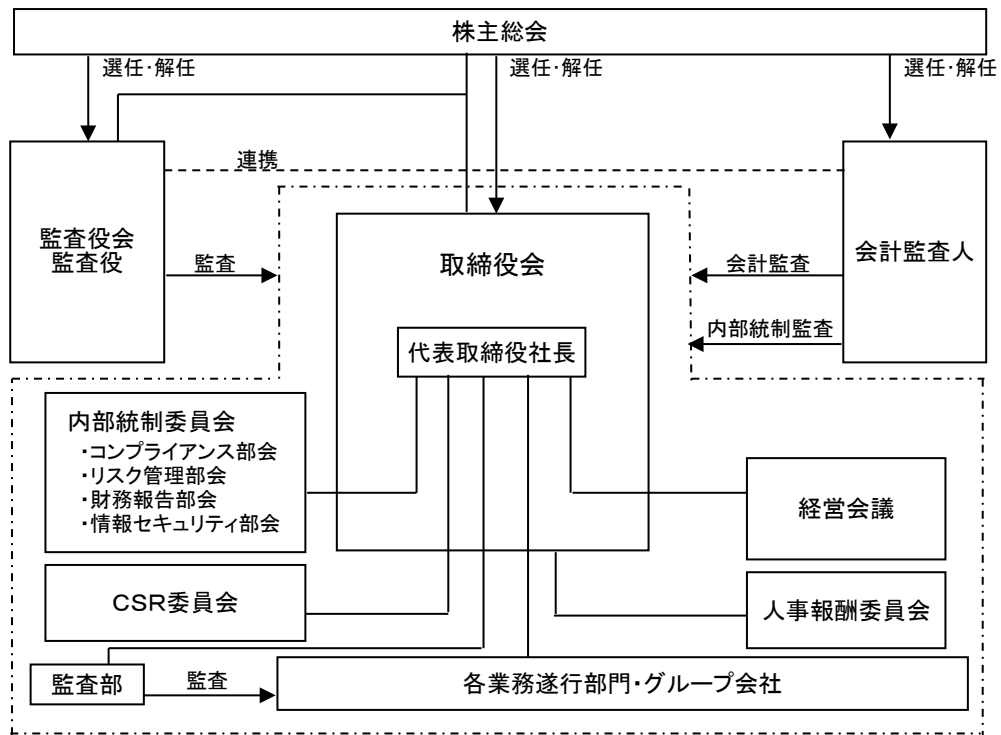 株主総会
選任・解任
選任・解任
選任・解任
連携
監査役会
監査役
監査
取締役会
会計監査
会計監査人
内部統制監査
代表取締役社長
内部統制委員会
・コンプライアンス部会
・リスク管理部会
・財務報告部会
・情報セキュリティ部会
経営会議
CSR委員会
人事報酬委員会
監査部
監査
各業務遂行部門・グループ会社